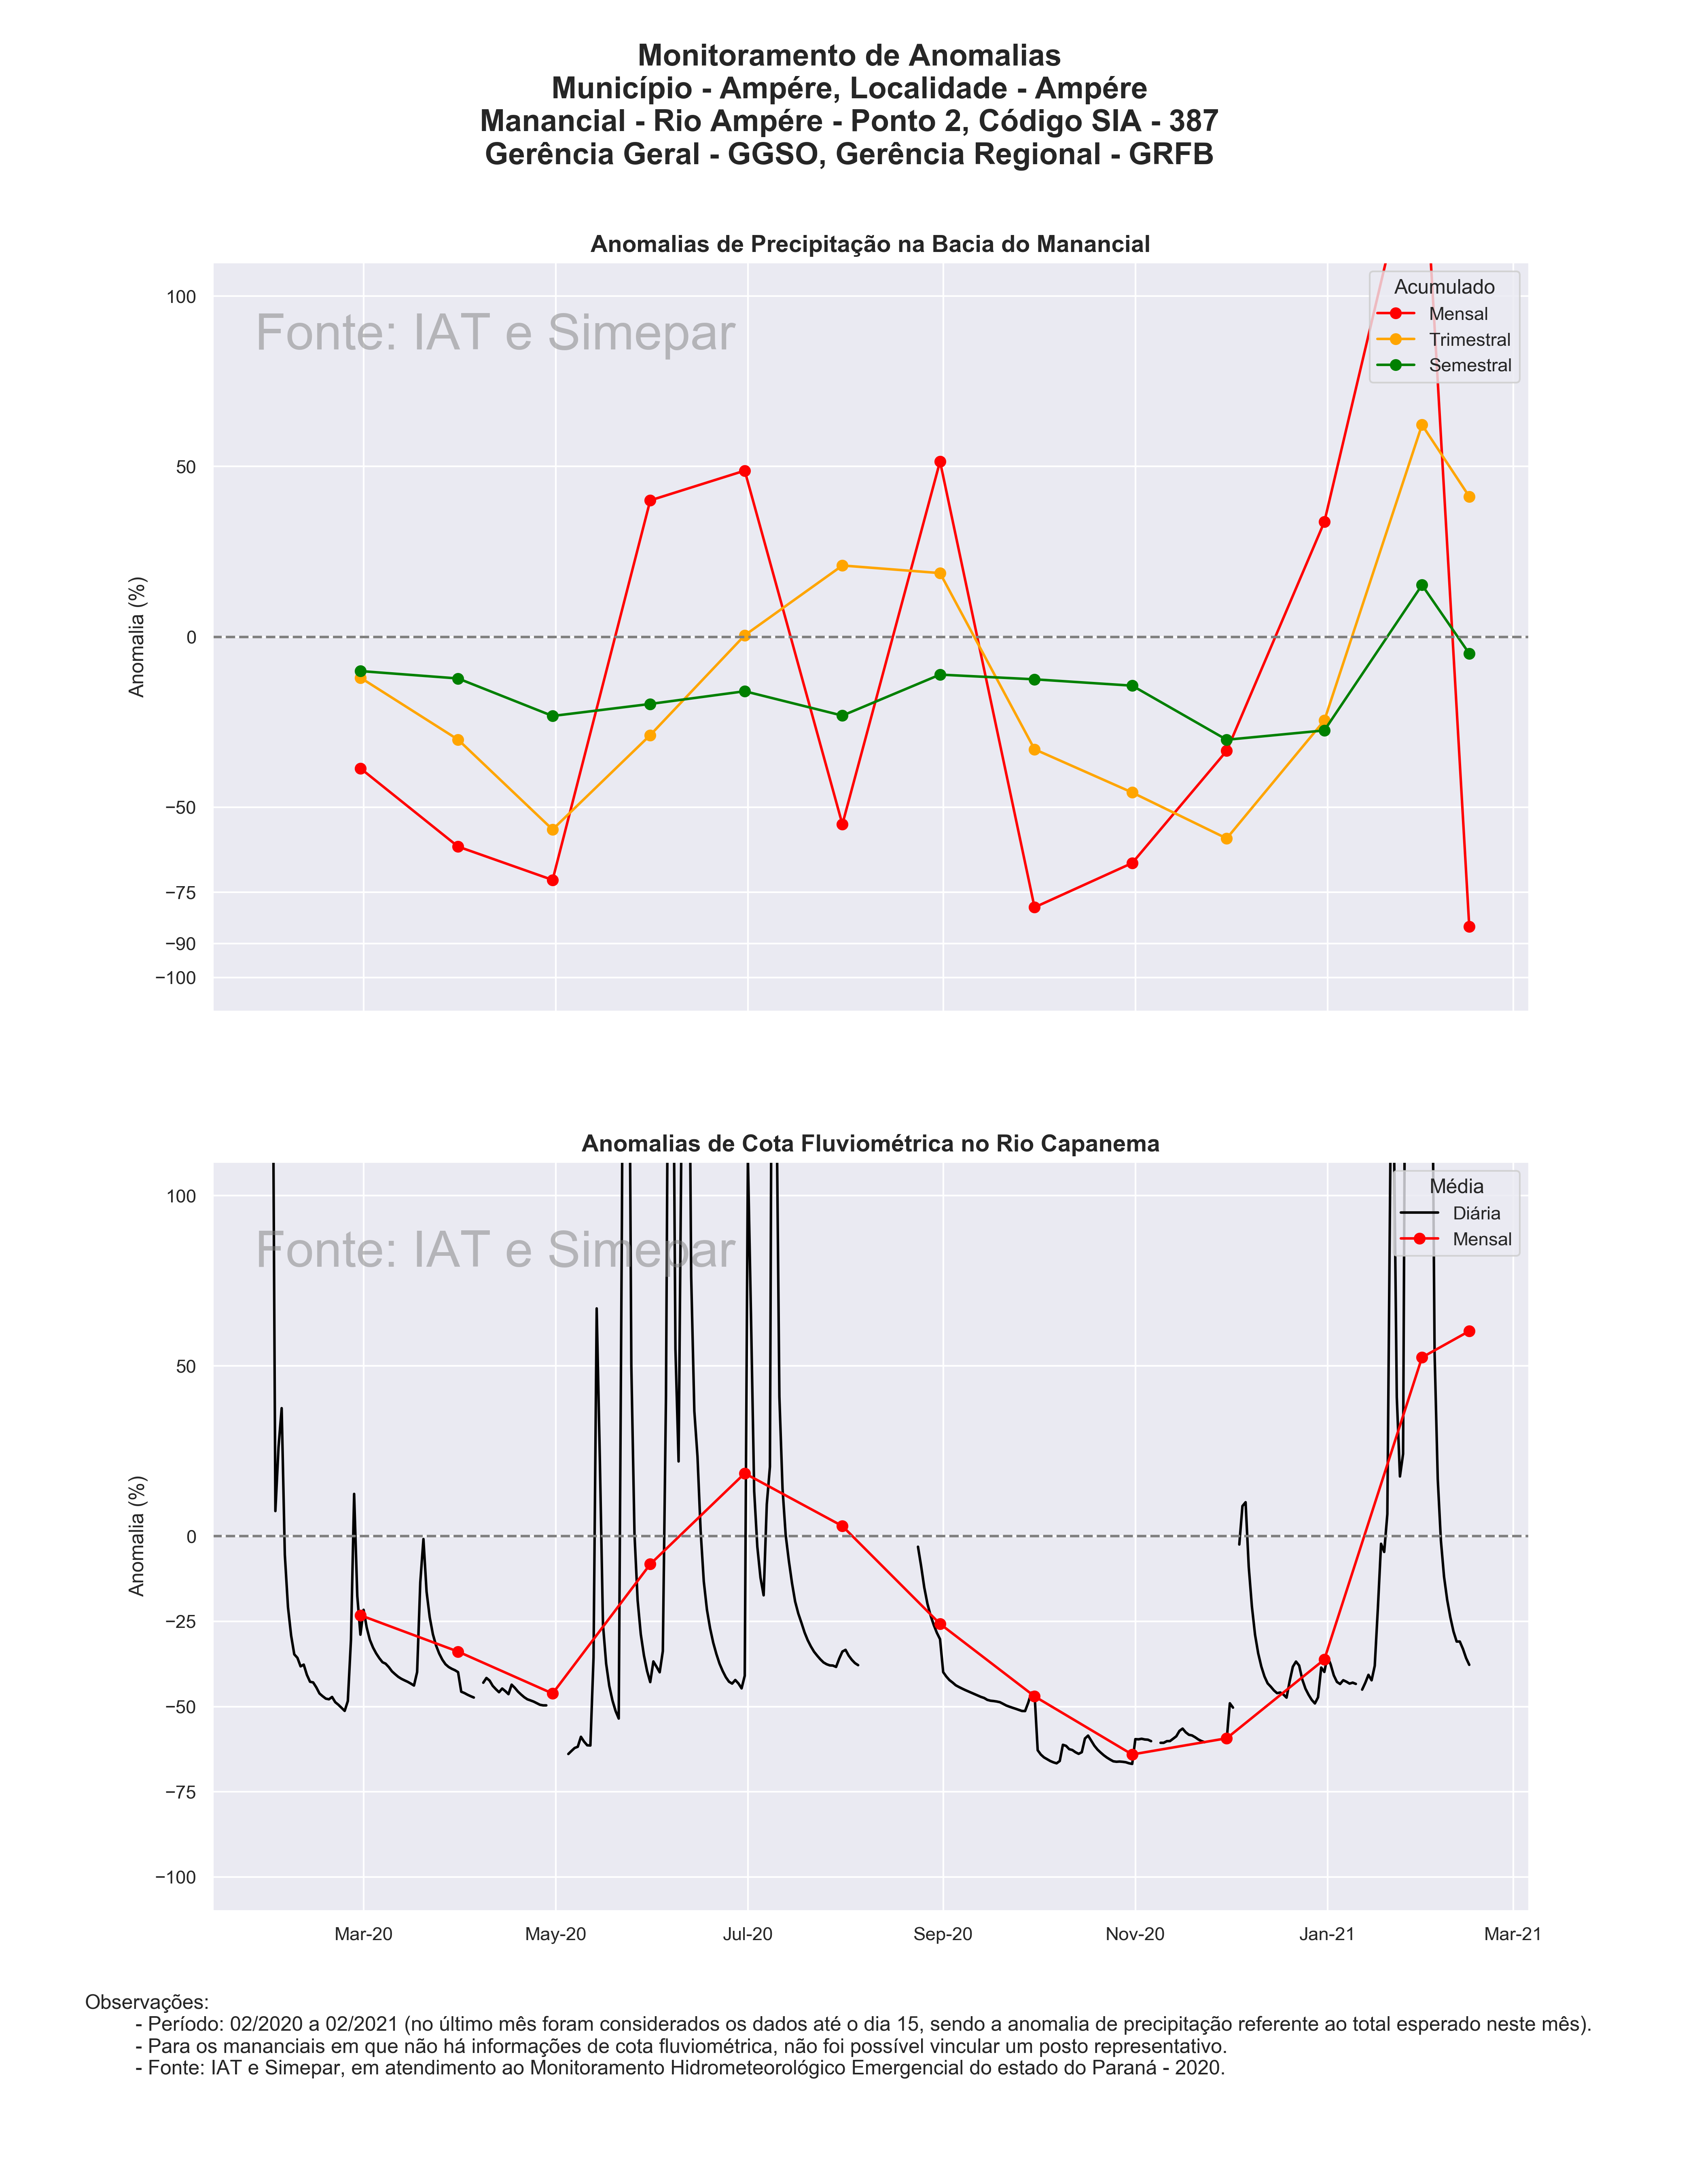 Monitoramento de Anomalias
Município - Ampére, Localidade - Ampére
Manancial - Rio Ampére - Ponto 2, Código SIA - 387
Gerência Geral - GGSO, Gerência Regional - GRFB
Anomalias de Precipitação na Bacia do Manancial
Fonte: IAT e Simepar
Acumulado
Mensal
Trimestral
Semestral
Anomalia (%)
100
50
0
−50
−75
−90
−100
Anomalias de Cota Fluviométrica no Rio Capanema
Fonte: IAT e Simepar
Média
Diária
Mensal
Anomalia (%)
100
50
0
−25
−50
−75
−100
Mar-20 May-20 Jul-20 Sep-20 Nov-20 Jan-21 Mar-21
Observações:
- Período: 02/2020 a 02/2021 (no último mês foram considerados os dados até o dia 15, sendo a anomalia de precipitação referente ao total esperado neste mês).
- Para os mananciais em que não há informações de cota fluviométrica, não foi possível vincular um posto representativo.
- Fonte: IAT e Simepar, em atendimento ao Monitoramento Hidrometeorológico Emergencial do estado do Paraná - 2020.